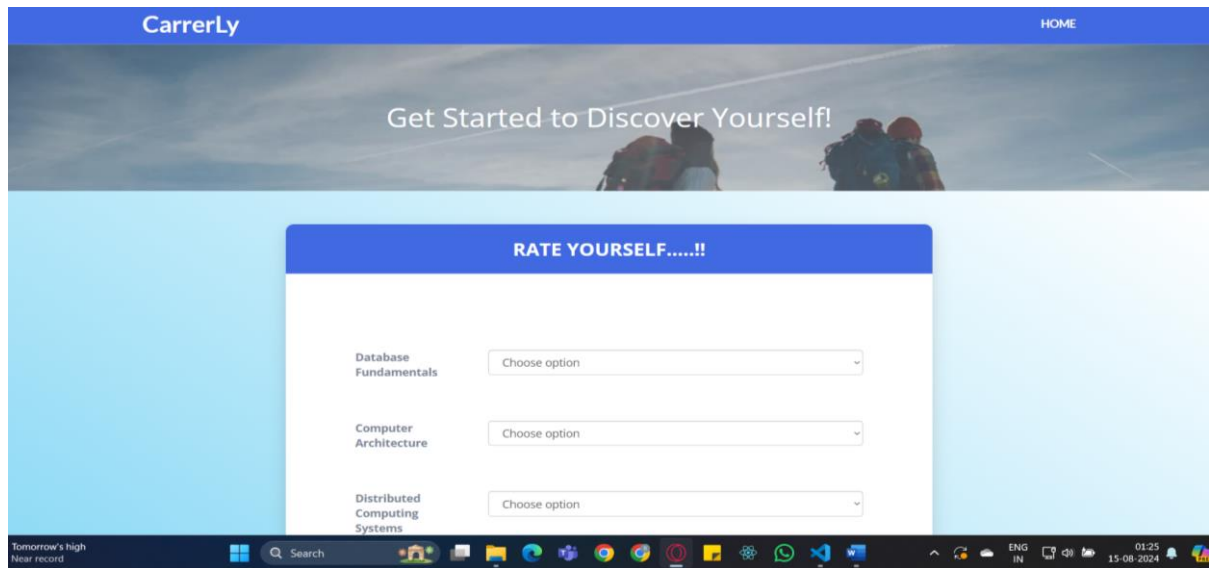 CarrerLy
HOME
Get Started to Discover Yourself!
RATE YOURSELF.....!!
Database
Fundamentals
Choose option
Computer
Architecture
Choose option
Distributed
Computing
Systems
Choose option
Tomorrow's high
Near record
Search
ENG
IN
01:25
15-08-2024